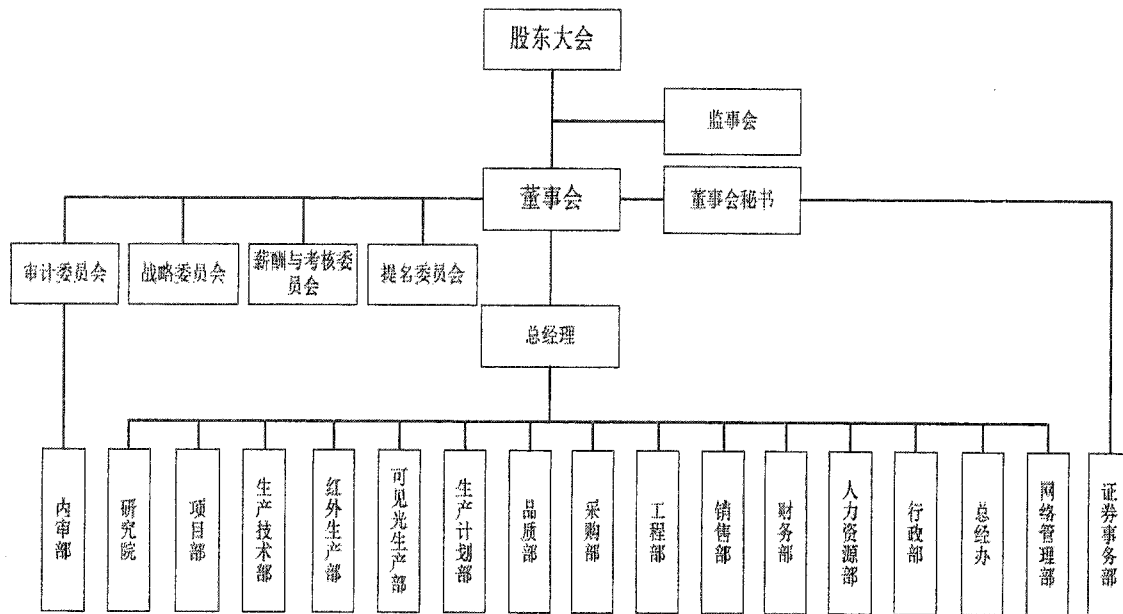 股东大会
监事会
董事会
董事会秘书
审计委员会
战略委员会
薪酬与考核委
员会
提名委员会
总经理
内审部
研究院
项目部
生产技术部
红外生产部
可见光生产部
生产计划部
品质部
采购部
工程部
销售部
财务部
人力资源部
行政部
总经办
网络管理部
证券事务部